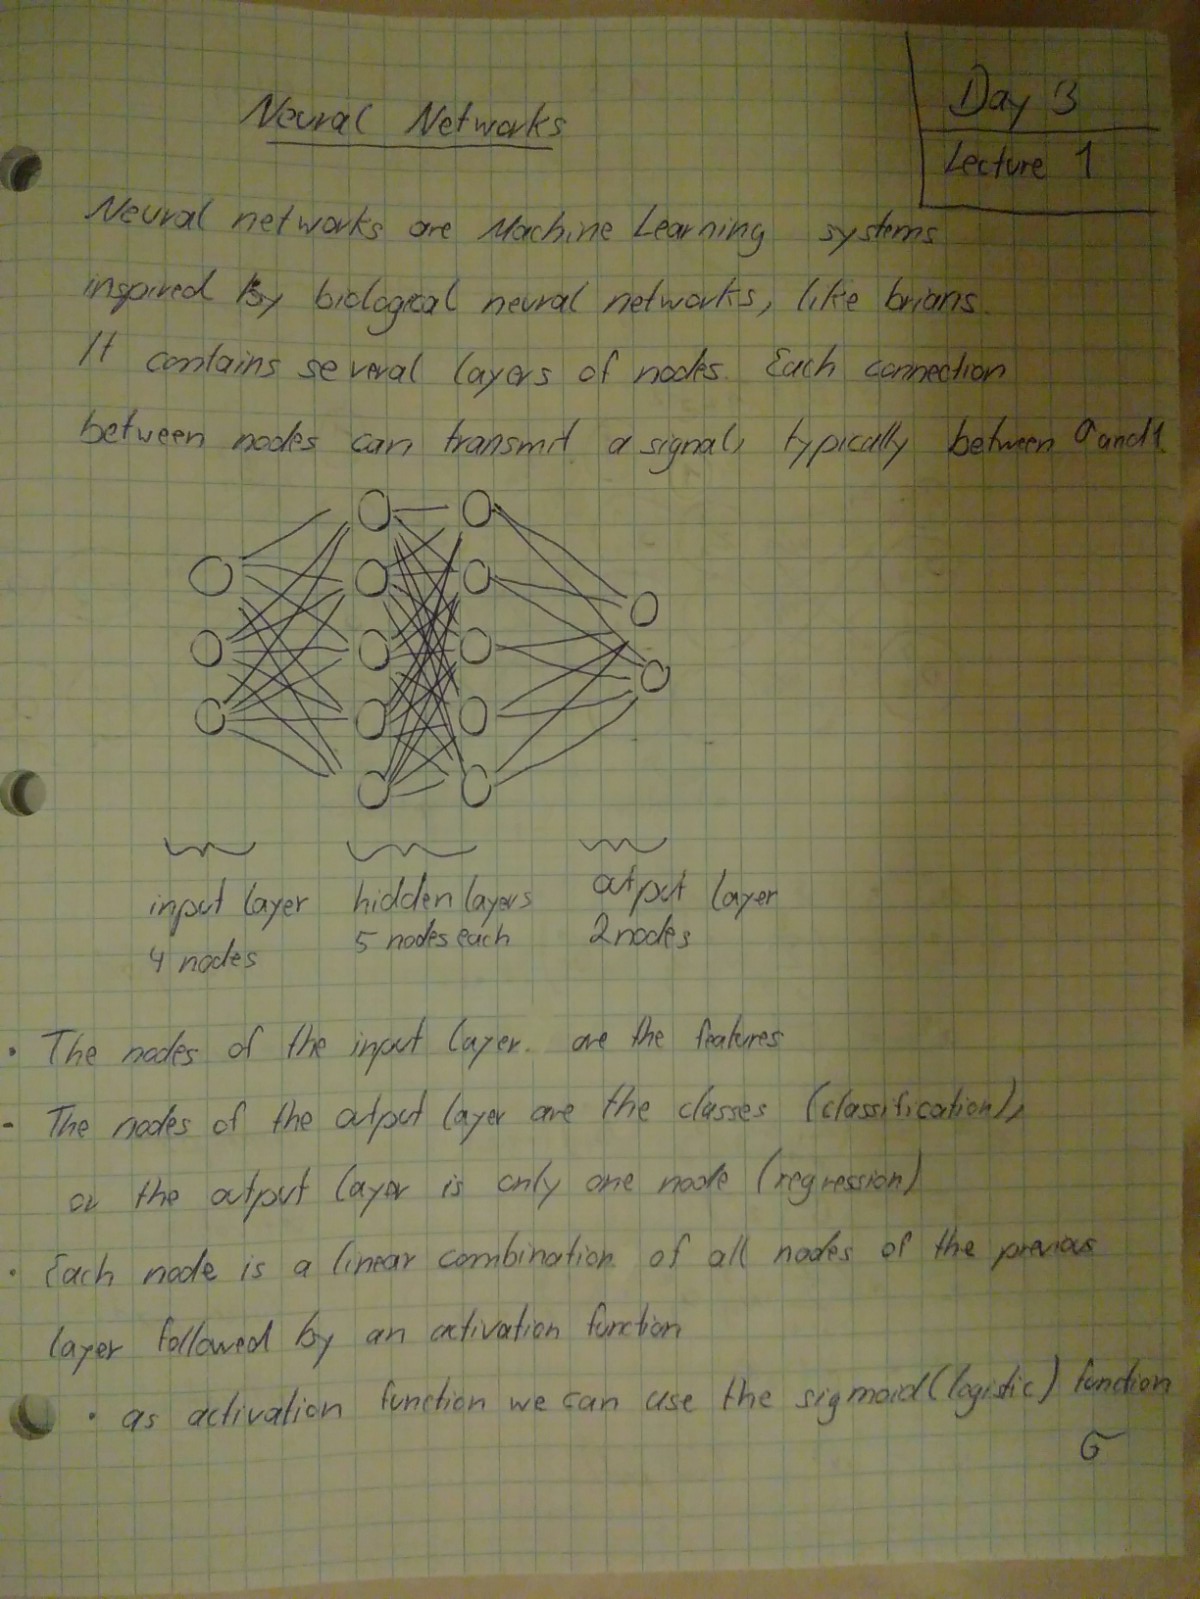 Neural Networks
Day 3
Lecture 1
Neural networks are Machine Learning systems
inspired by biological neural networks, like brians.
It contains several layers of nodes. Each connection
between nodes can transmit a signal, typically between 0 and 1.
input layer hidden layers output layer
4 nodes 5 nodes each 2 nodes
• The nodes of the input layer are the features
- The nodes of the output layer are the classes (classification),
or the output layer is only one node (regression)
• Each node is a linear combination of all nodes of the previous
layer followed by an activation function
• as activation function we can use the sigmoid (logistic) function
σ